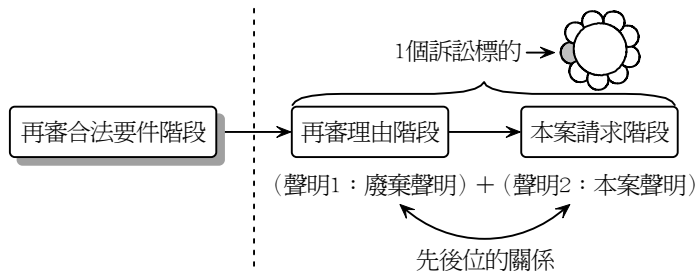 1個訴訟標的
再審合法要件階段
再審理由階段
本案請求階段
（聲明1：廢棄聲明）＋（聲明2：本案聲明）
先後位的關係